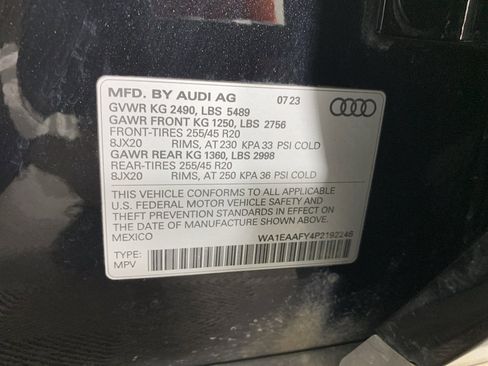 MFD. BY AUDI AG 07 23
GVWR KG 2490, LBS 5489
GAWR FRONT KG 1250, LBS 2756
FRONT-TIRES 255/45 R20
8JX20 RIMS, AT 230 KPA 33 PSI COLD
GAWR REAR KG 1360, LBS 2998
REAR-TIRES 255/45 R20
8JX20 RIMS, AT 250 KPA 36 PSI COLD
THIS VEHICLE CONFORMS TO ALL APPLICABLE
U.S. FEDERAL MOTOR VEHICLE SAFETY AND
THEFT PREVENTION STANDARDS IN EFFECT ON
THE DATE OF MANUFACTURE SHOWN ABOVE.
MEXICO WA1EAAFY4P2192246
TYPE:
MPV